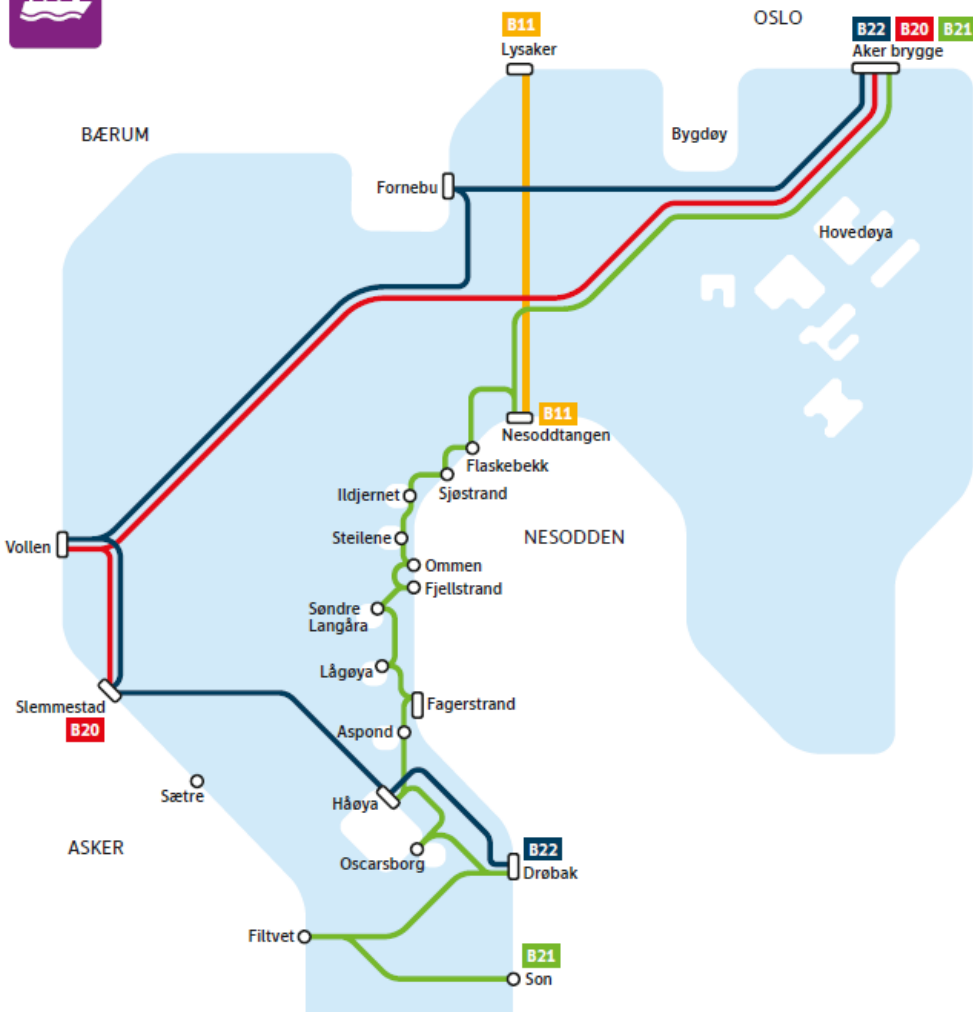 OSLO
B11
Lysaker
B22 B20 B21
Aker brygge
BÆRUM
Bygdøy
Fornebu
Hovedøya
B11
Nesoddtangen
Flaskebekk
Sjøstrand
Ildjernet
Steilene
NESODDEN
Vollen
Ommen
Fjellstrand
Søndre
Langåra
Lågøya
Fagerstrand
Slemmestad
B20
Aspond
Sætre
Håøya
ASKER
Oscarsborg
B22
Drøbak
Filtvet
B21
Son